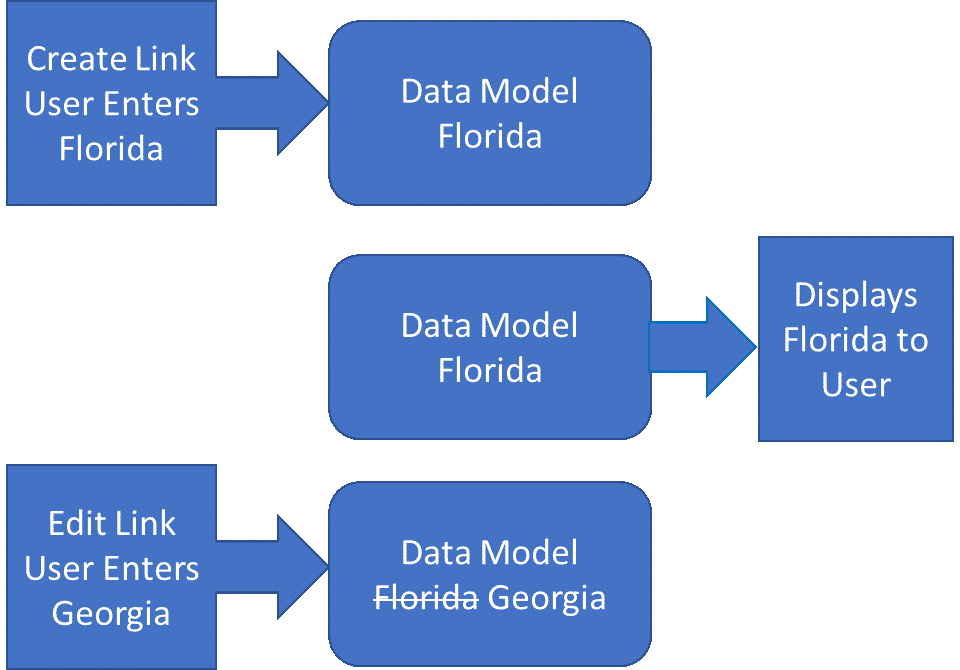 Create Link
User Enters
Florida
Data Model
Florida
Data Model
Florida
Displays
Florida to
User
Edit Link
User Enters
Georgia
Data Model
Florida Georgia